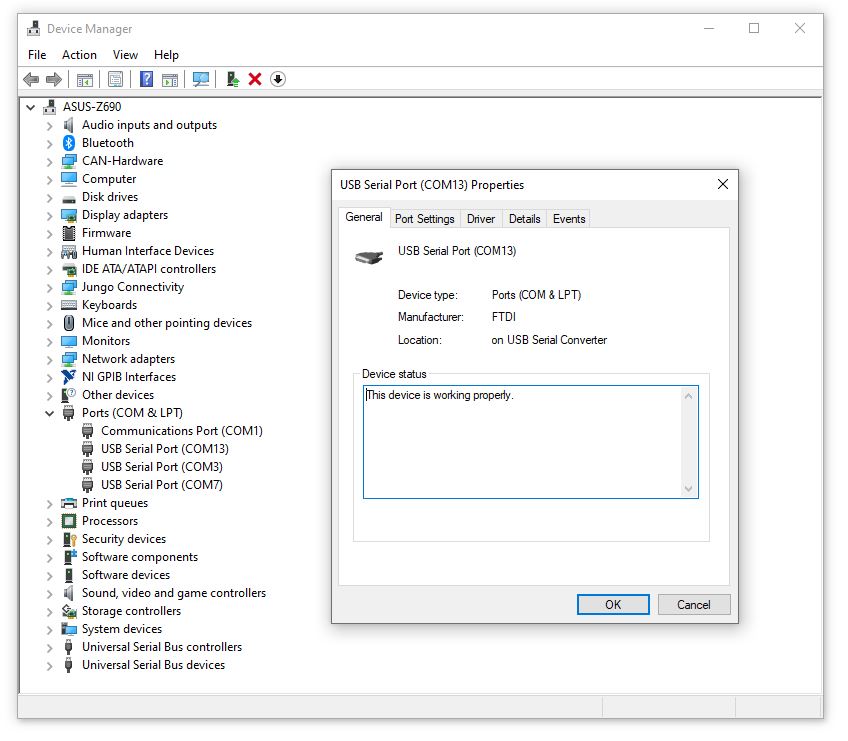 Device Manager
File Action View Help
ASUS-Z690
Audio inputs and outputs
Bluetooth
CAN-Hardware
Computer
Disk drives
Display adapters
Firmware
Human Interface Devices
IDE ATA/ATAPI controllers
Jungo Connectivity
Keyboards
Mice and other pointing devices
Monitors
Network adapters
NI GPIB Interfaces
Other devices
Ports (COM & LPT)
Communications Port (COM1)
USB Serial Port (COM13)
USB Serial Port (COM3)
USB Serial Port (COM7)
Print queues
Processors
Security devices
Software components
Software devices
Sound, video and game controllers
Storage controllers
System devices
Universal Serial Bus controllers
Universal Serial Bus devices
USB Serial Port (COM13) Properties
General Port Settings Driver Details Events
USB Serial Port (COM13)
Device type: Ports (COM & LPT)
Manufacturer: FTDI
Location: on USB Serial Converter
Device status
This device is working properly.
OK Cancel